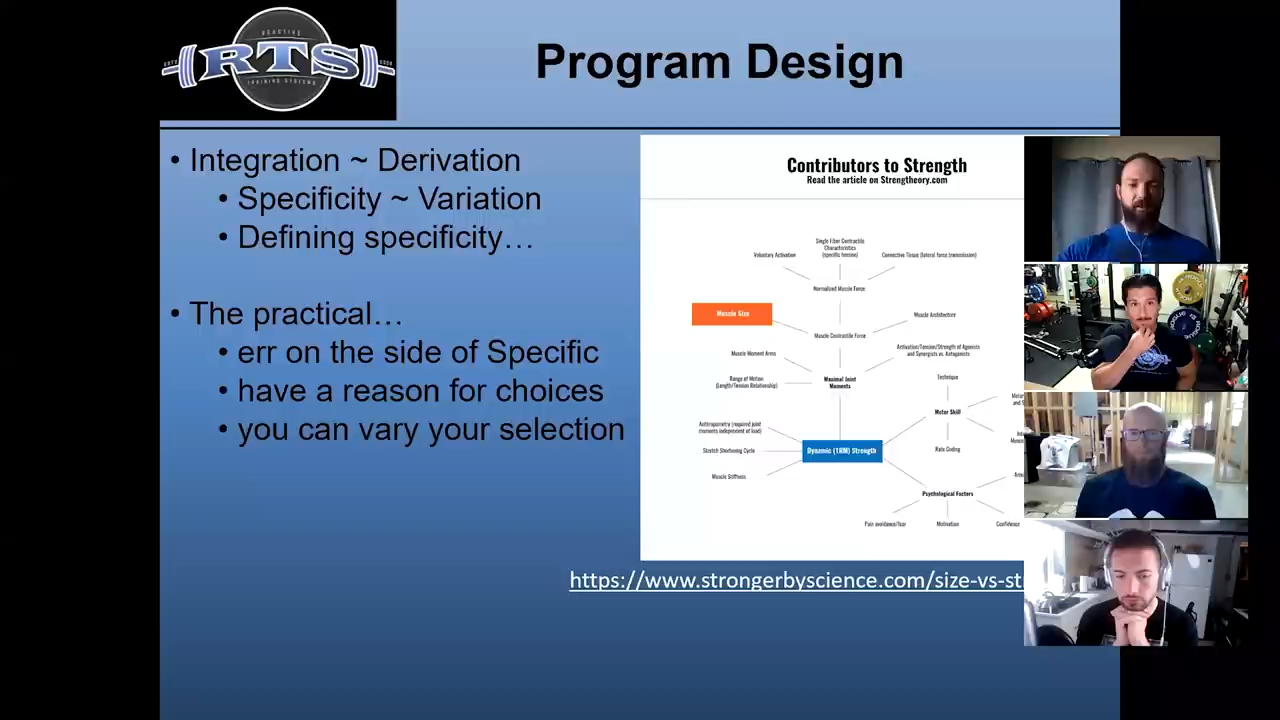 REACTIVE
RTS
TRAINING SYSTEMS
Program Design
• Integration ~ Derivation
• Specificity ~ Variation
• Defining specificity…
• The practical…
• err on the side of Specific
• have a reason for choices
• you can vary your selection
Contributors to Strength
Read the article on Strengtheory.com
Single Fiber Contractile
Characteristics
(specific tension)
Voluntary Activation
Connective Tissue (lateral force transmission)
Normalized Muscle Force
Muscle Size
Muscle Architecture
Muscle Contractile Force
Muscle Moment Arms
Activation/Tension/Strength of Agonists
and Synergists vs. Antagonists
Range of Motion
(Length/Tension Relationship)
Maximal Joint
Moments
Technique
Motor Skill
Anthropometry (required joint
moments independent of load)
Stretch Shortening Cycle
Dynamic (1RM) Strength
Rate Coding
Muscle Stiffness
Psychological Factors
Pain avoidance/fear
Motivation
Confidence
https://www.strongerbyscience.com/size-vs-st